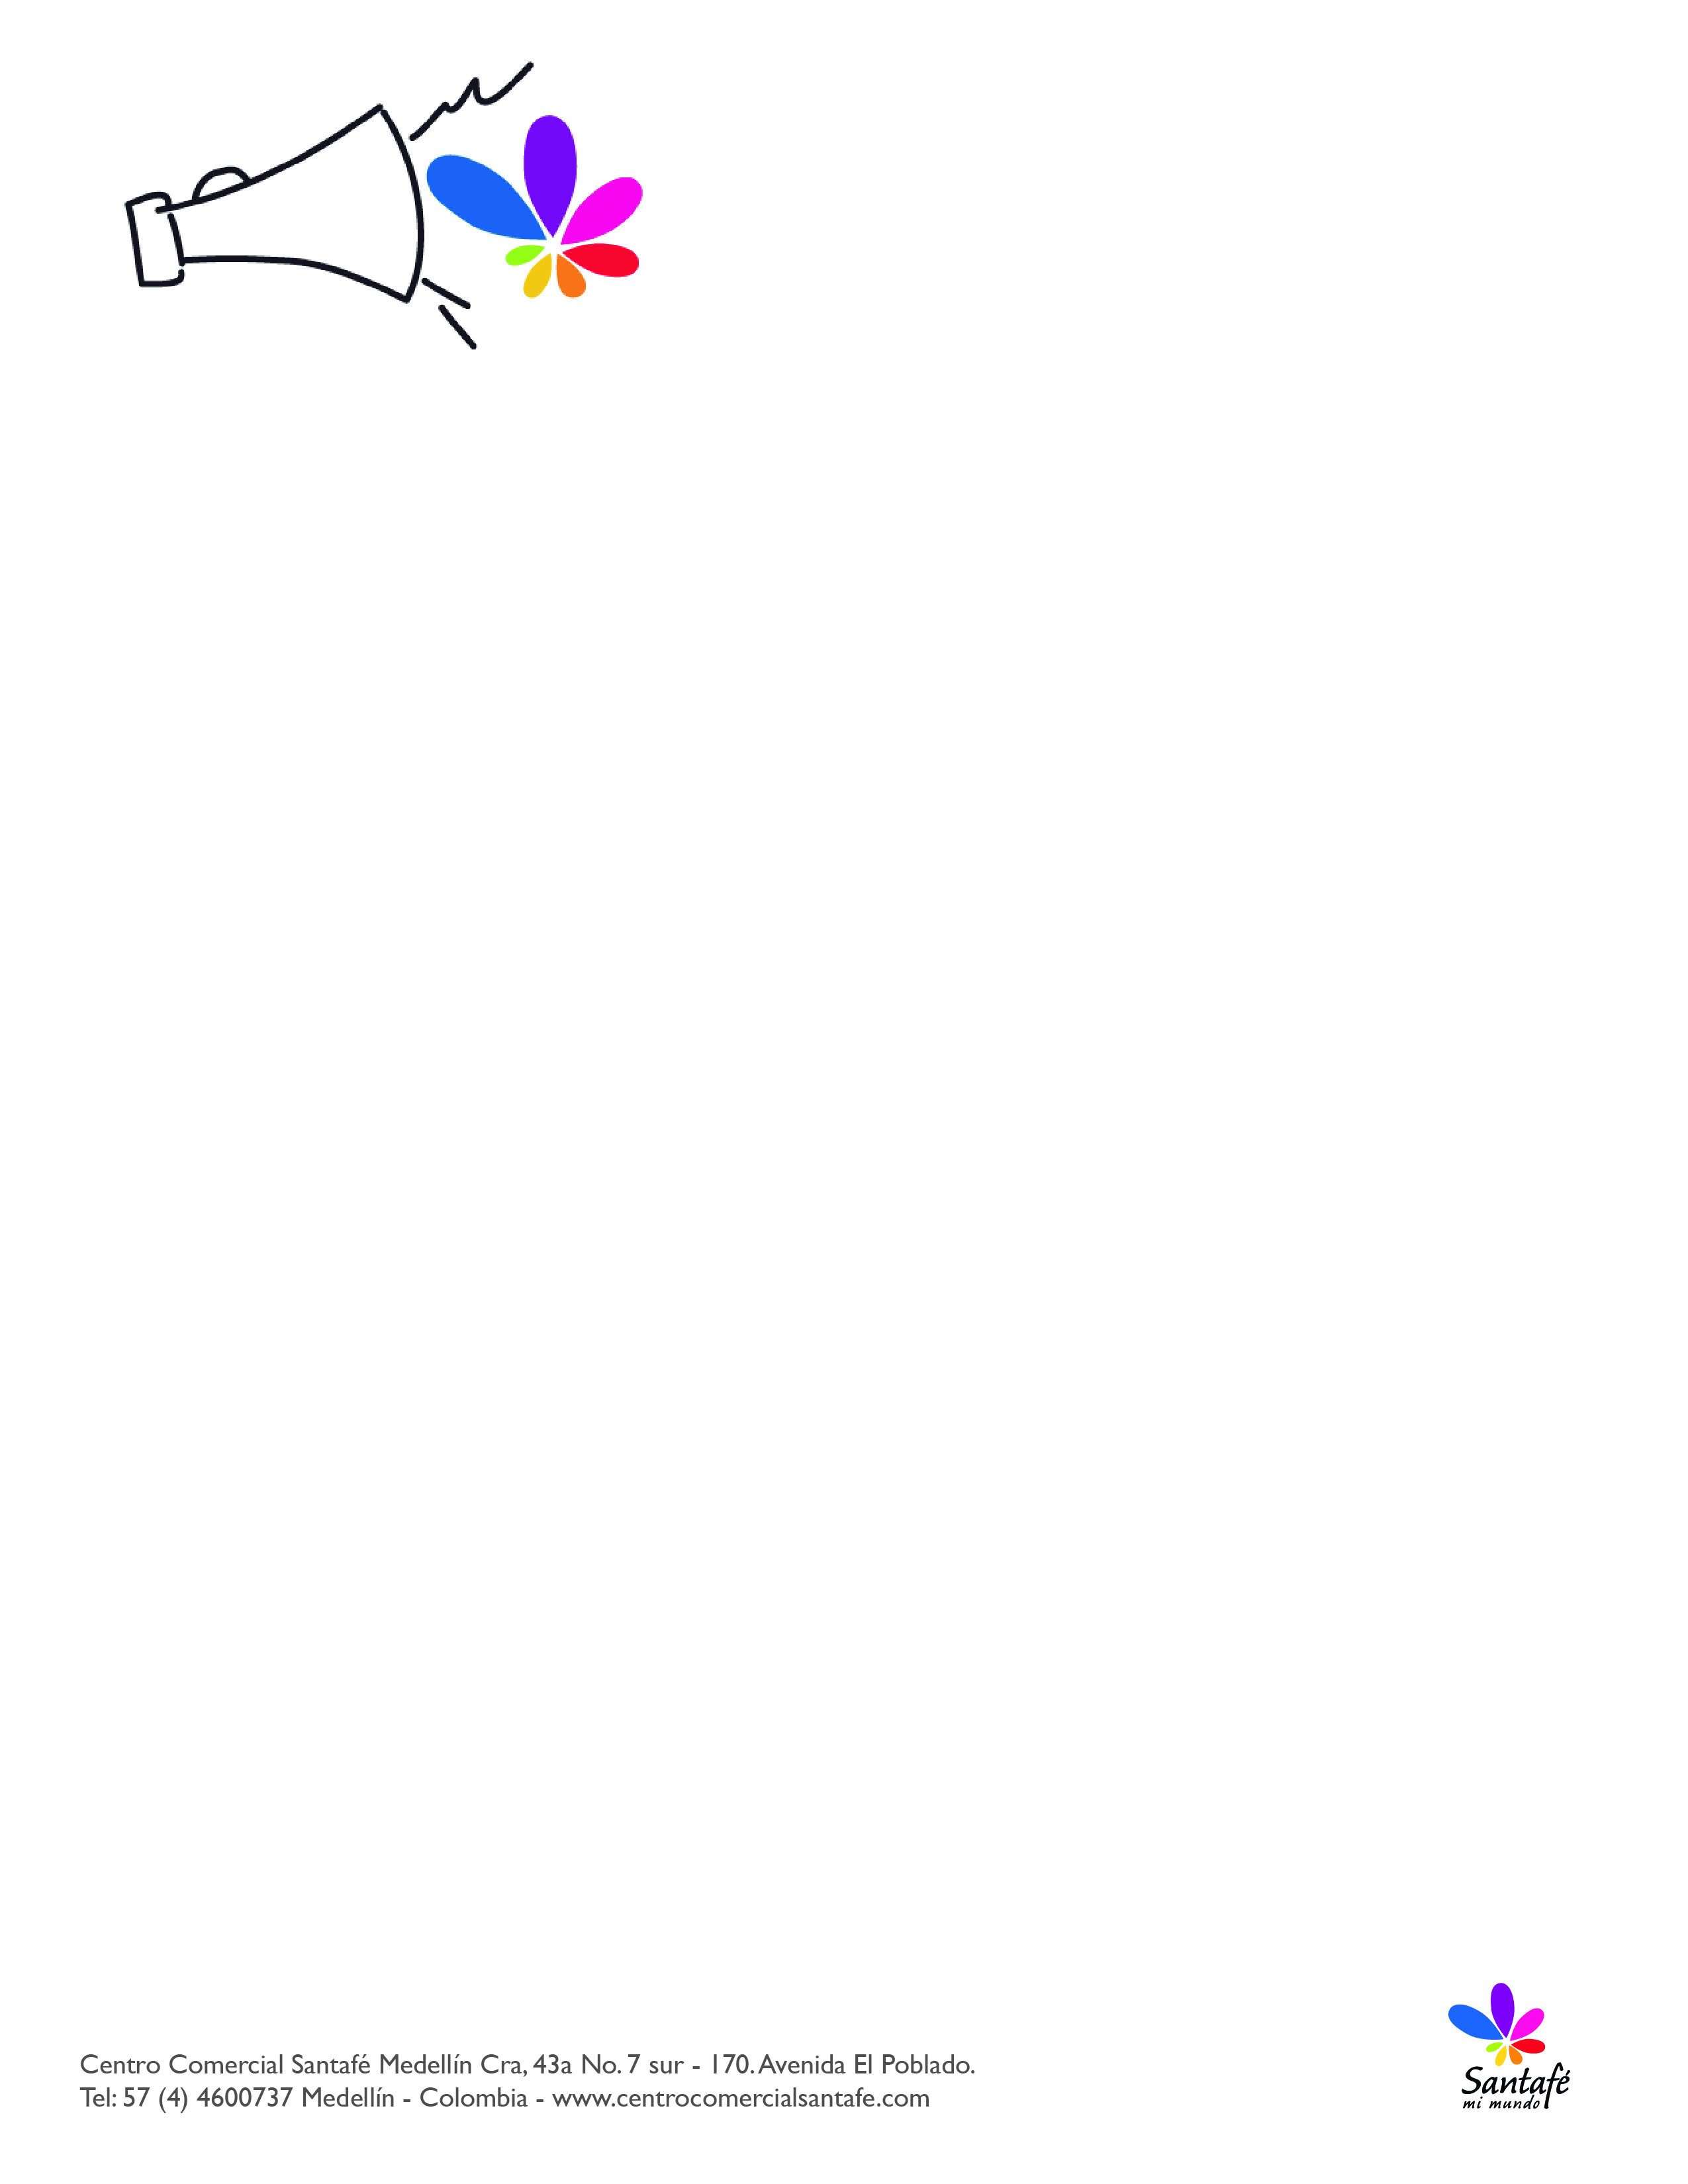 Centro Comercial Santafé Medellín Cra, 43a No. 7 sur - 170. Avenida El Poblado.
Tel: 57 (4) 4600737 Medellín - Colombia - www.centrocomercialsantafe.com
Santafé
mi mundo